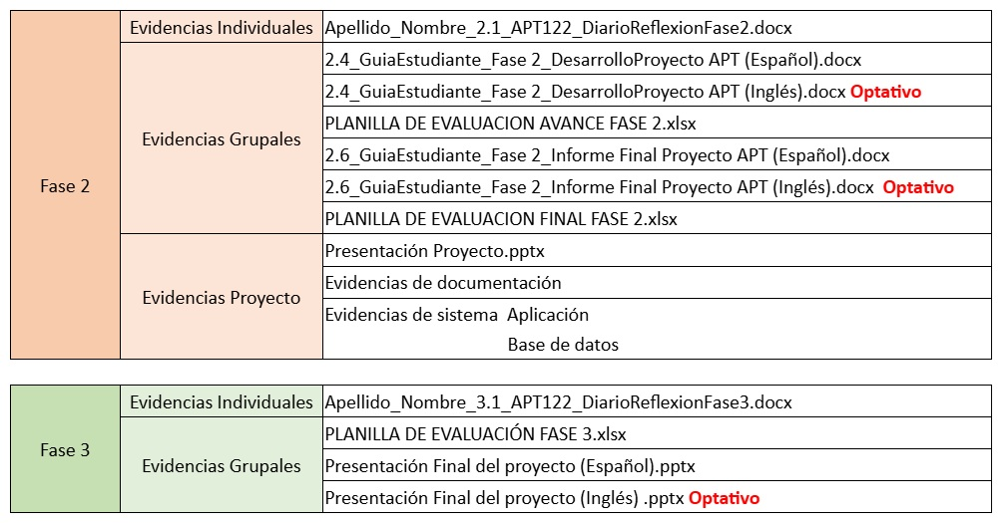 Fase 2
Evidencias Individuales
Apellido_Nombre_2.1_APT122_DiarioReflexionFase2.docx
Evidencias Grupales
2.4_GuiaEstudiante_Fase 2_DesarrolloProyecto APT (Español).docx
2.4_GuiaEstudiante_Fase 2_DesarrolloProyecto APT (Inglés).docx Optativo
PLANILLA DE EVALUACION AVANCE FASE 2.xlsx
2.6_GuiaEstudiante_Fase 2_Informe Final Proyecto APT (Español).docx
2.6_GuiaEstudiante_Fase 2_Informe Final Proyecto APT (Inglés).docx Optativo
PLANILLA DE EVALUACION FINAL FASE 2.xlsx
Evidencias Proyecto
Presentación Proyecto.pptx
Evidencias de documentación
Evidencias de sistema Aplicación
Base de datos
Fase 3
Evidencias Individuales
Apellido_Nombre_3.1_APT122_DiarioReflexionFase3.docx
Evidencias Grupales
PLANILLA DE EVALUACIÓN FASE 3.xlsx
Presentación Final del proyecto (Español).pptx
Presentación Final del proyecto (Inglés) .pptx Optativo